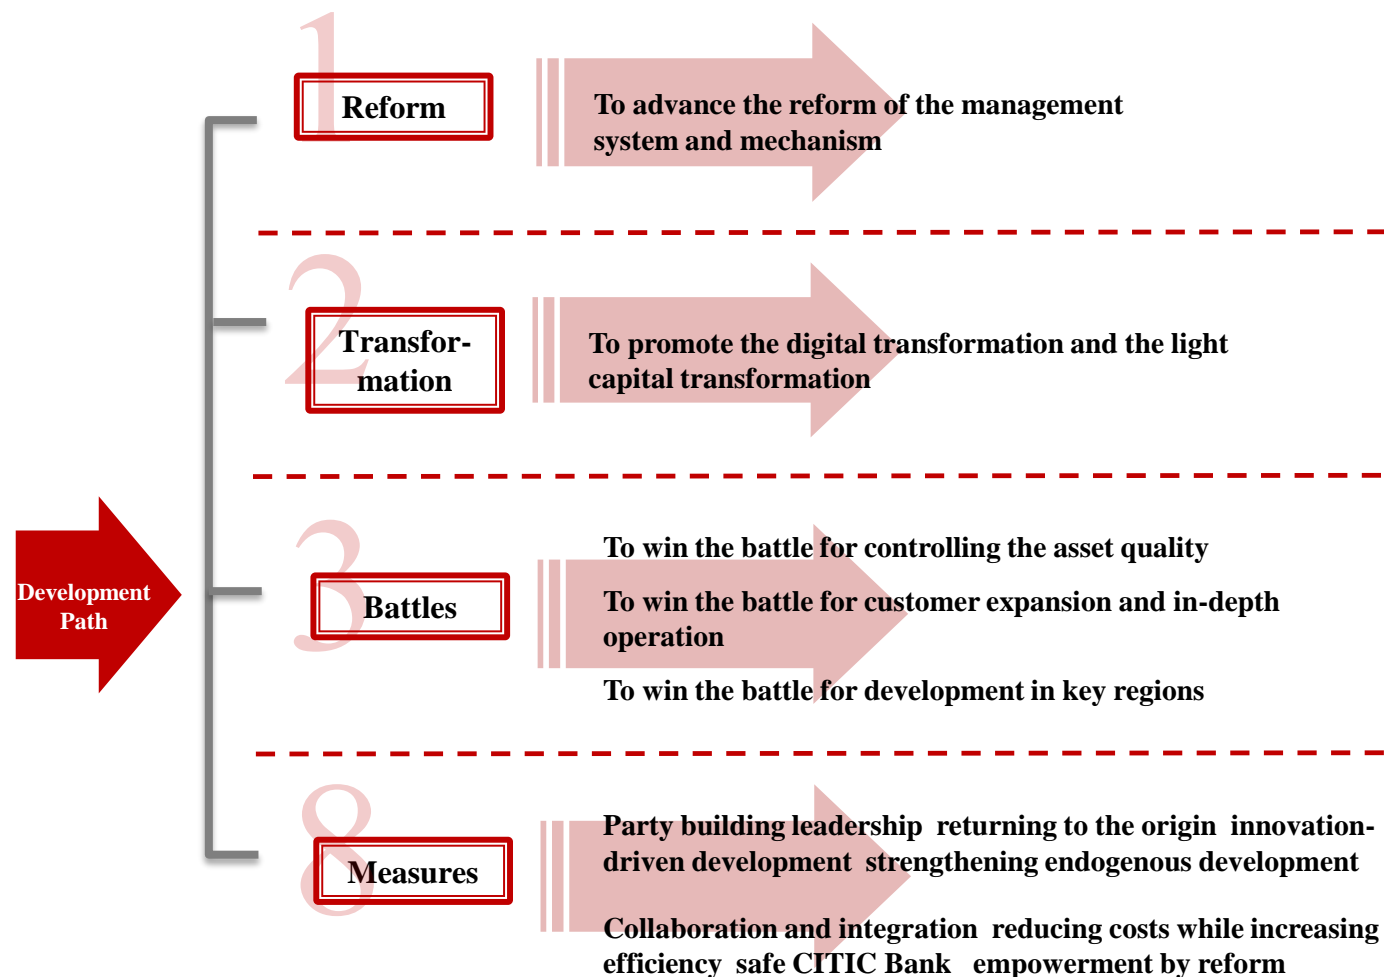 1
Reform
To advance the reform of the management
system and mechanism
2
Transfor-
mation
To promote the digital transformation and the light
capital transformation
Development
Path
3
Battles
To win the battle for controlling the asset quality
To win the battle for customer expansion and in-depth
operation
To win the battle for development in key regions
8
Measures
Party building leadership  returning to the origin  innovation-
driven development  strengthening endogenous development
Collaboration and integration  reducing costs while increasing
efficiency  safe CITIC Bank   empowerment by reform